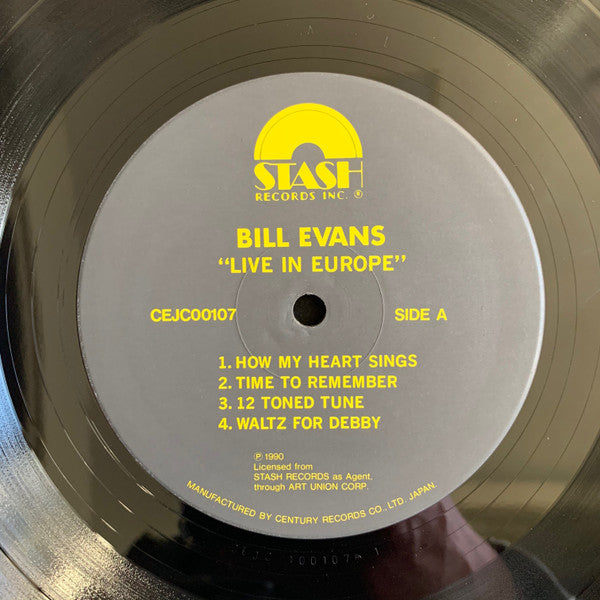 STASH
RECORDS INC. ®
BILL EVANS
"LIVE IN EUROPE"
CEJC00107 SIDE A
1. HOW MY HEART SINGS
2. TIME TO REMEMBER
3. 12 TONED TUNE
4. WALTZ FOR DEBBY
℗ 1990
Licensed from
STASH RECORDS as Agent,
through ART UNION CORP.
MANUFACTURED BY CENTURY RECORDS CO., LTD. JAPAN.